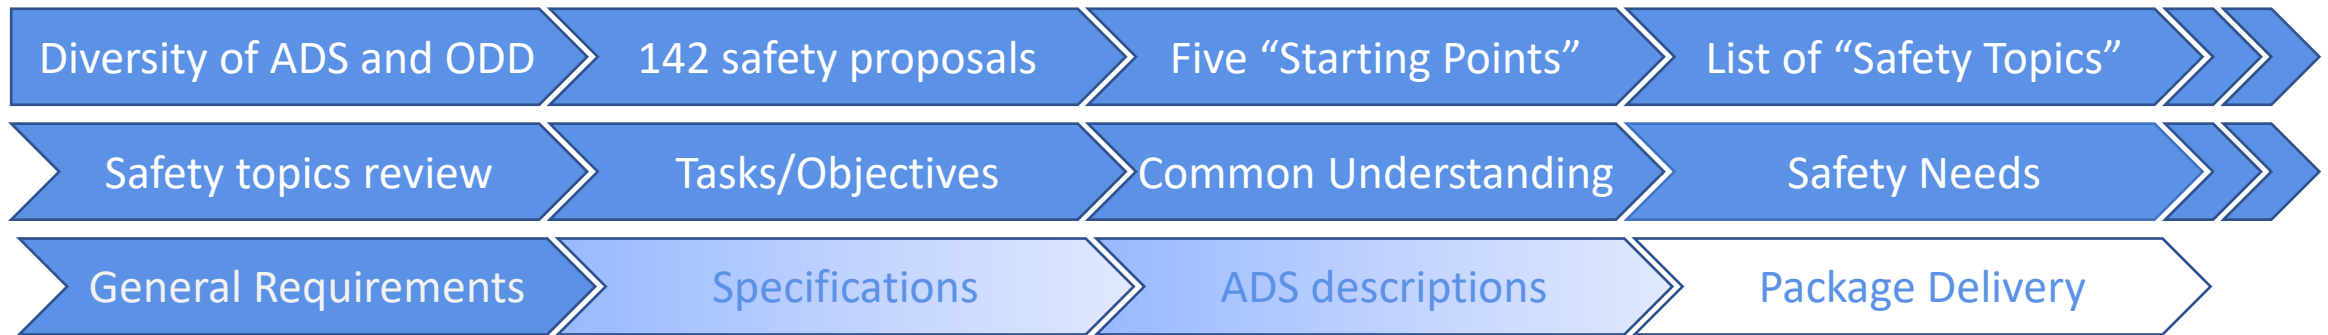 Diversity of ADS and ODD
142 safety proposals
Five “Starting Points”
List of “Safety Topics”
Safety topics review
Tasks/Objectives
Common Understanding
Safety Needs
General Requirements
Specifications
ADS descriptions
Package Delivery